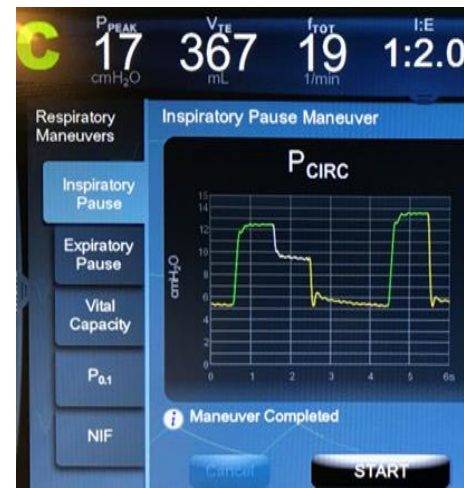 C
PPEAK
17
cmH2O
VTE
367
mL
fTOT
19
1/min
I:E
1:2.0
Respiratory
Maneuvers
Inspiratory
Pause
Expiratory
Pause
Vital
Capacity
P0.1
NIF
Inspiratory Pause Maneuver
PCIRC
cmH2O
15
14
12
10
8
6
4
2
0
0 1 2 3 4 5 6s
i Maneuver Completed
Cancel
START